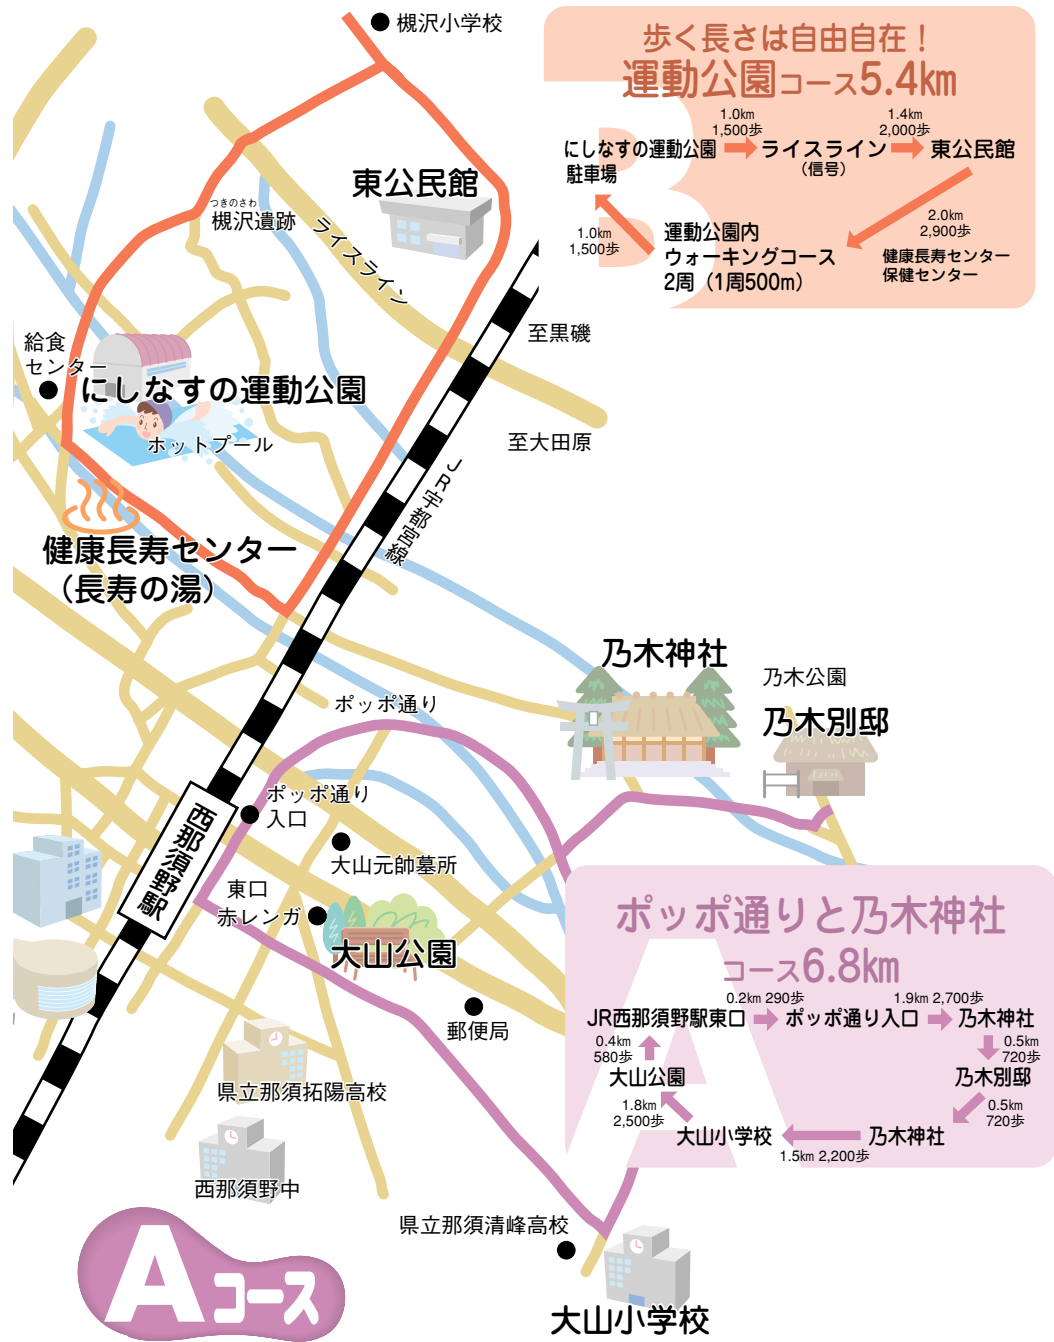 槻沢小学校
歩く長さは自由自在！
運動公園コース5.4km
1.0km
1,500歩
1.4km
2,000歩
にしなすの運動公園
駐車場
ライスライン
（信号）
東公民館
2.0km
2,900歩
健康長寿センター
保健センター
運動公園内
ウォーキングコース
2周（1周500m）
1.0km
1,500歩
B
東公民館
つきのさわ
槻沢遺跡
ライスライン
至黒磯
給食
センター
にしなすの運動公園
ホットプール
至大田原
JR宇都宮線
健康長寿センター
（長寿の湯）
乃木神社
乃木公園
乃木別邸
ポッポ通り
ポッポ通り
入口
西那須野駅
大山元帥墓所
東口
赤レンガ
大山公園
郵便局
県立那須拓陽高校
西那須野中
県立那須清峰高校
大山小学校
ポッポ通りと乃木神社
コース6.8km
0.2km 290歩
1.9km 2,700歩
JR西那須野駅東口
ポッポ通り入口
乃木神社
0.4km
580歩
0.5km
720歩
大山公園
乃木別邸
1.8km
2,500歩
0.5km
720歩
大山小学校
乃木神社
1.5km 2,200歩
A
Aコース